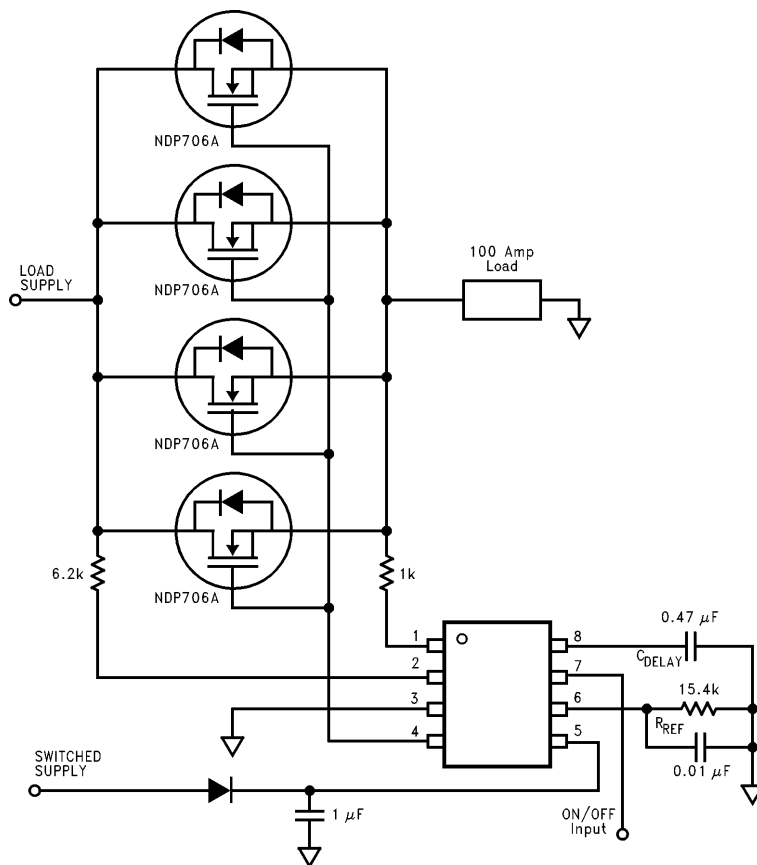 NDP706A
NDP706A
LOAD
SUPPLY
100 Amp
Load
NDP706A
NDP706A
6.2k
1k
1
2
3
4
8
7
6
5
0.47 μF
CDELAY
15.4k
RREF
0.01 μF
SWITCHED
SUPPLY
1 μF
ON/OFF
Input